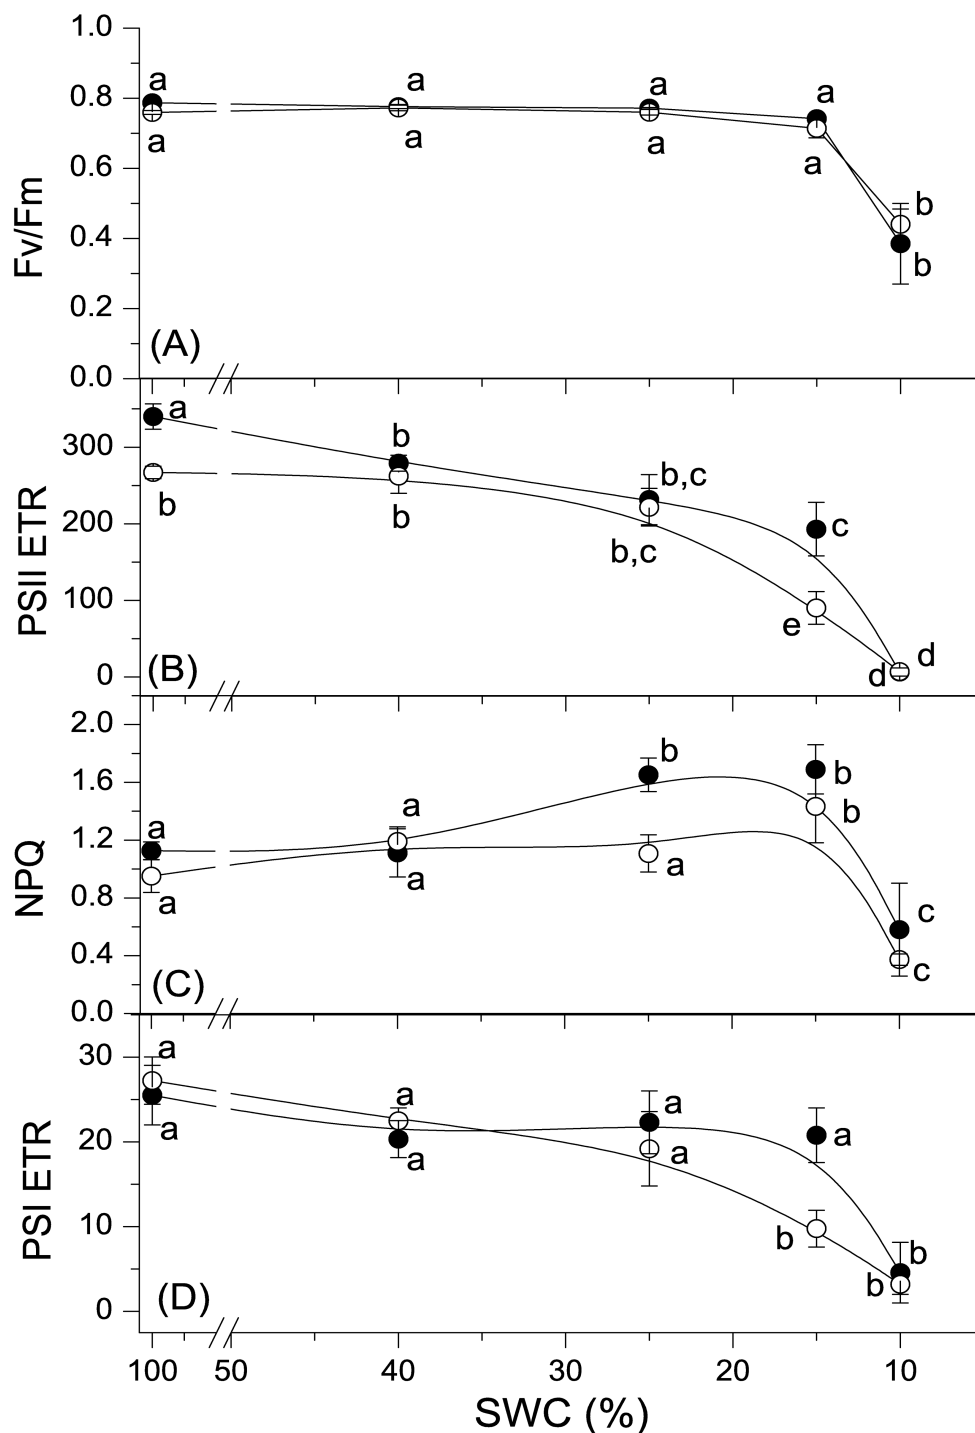 1.0
0.8
0.6
0.4
0.2
0.0
Fv/Fm
a a a a
a a a a
b
b
(A)
300
200
100
0
PSII ETR
a b b,c c
b b b,c e
d d
(B)
2.0
1.6
1.2
0.8
0.4
0.0
NPQ
a a b b
a a a b
c
c
(C)
30
20
10
0
PSI ETR
a a a a
a a a b
b
b
(D)
100 50 40 30 20 10
SWC (%)